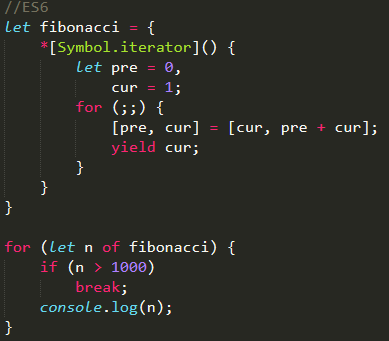 //ES6
let fibonacci = {
    *[Symbol.iterator]() {
        let pre = 0,
            cur = 1;
        for (;;) {
            [pre, cur] = [cur, pre + cur];
            yield cur;
        }
    }
}
for (let n of fibonacci) {
    if (n > 1000)
        break;
    console.log(n);
}